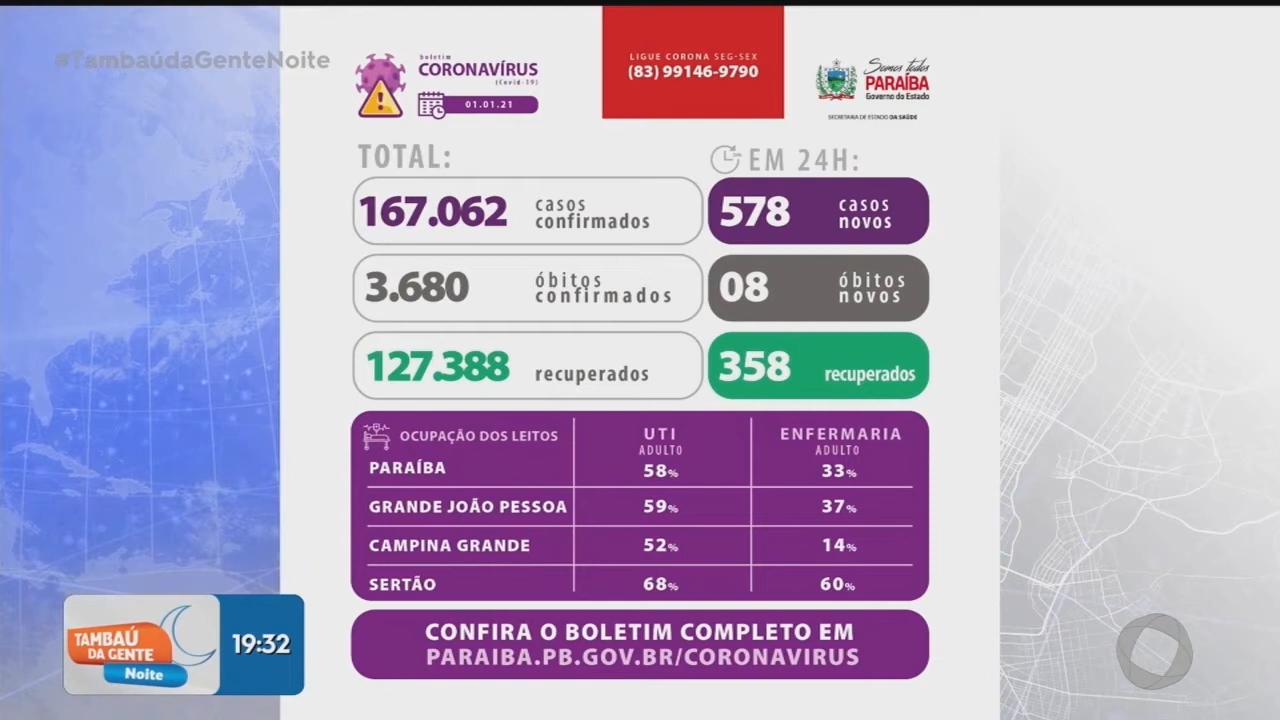 #TambaúdaGenteNoite
boletim
CORONAVÍRUS
(Covid-19)
01.01.21
LIGUE CORONA SEG-SEX
(83) 99146-9790
Somos todos
PARAÍBA
Governo do Estado
SECRETARIA DE ESTADO DA SAÚDE
TOTAL:
EM 24H:
167.062 casos confirmados
578 casos novos
3.680 óbitos confirmados
08 óbitos novos
127.388 recuperados
358 recuperados
OCUPAÇÃO DOS LEITOS UTI ADULTO ENFERMARIA ADULTO
PARAÍBA 58% 33%
GRANDE JOÃO PESSOA 59% 37%
CAMPINA GRANDE 52% 14%
SERTÃO 68% 60%
CONFIRA O BOLETIM COMPLETO EM
PARAIBA.PB.GOV.BR/CORONAVIRUS
TAMBAÚ
DA GENTE
Noite
19:32